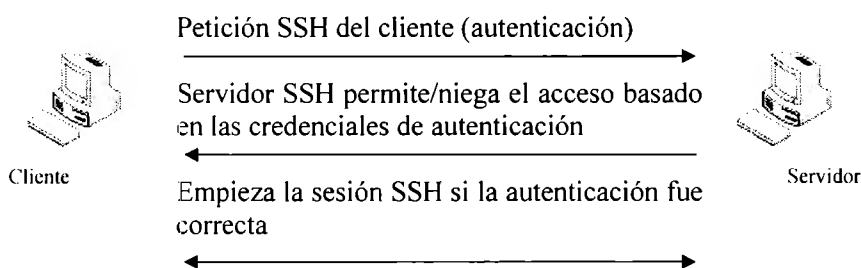 Petición SSH del cliente (autenticación)
Servidor SSH permite/niega el acceso basado
en las credenciales de autenticación
Cliente
Servidor
Empieza la sesión SSH si la autenticación fue
correcta